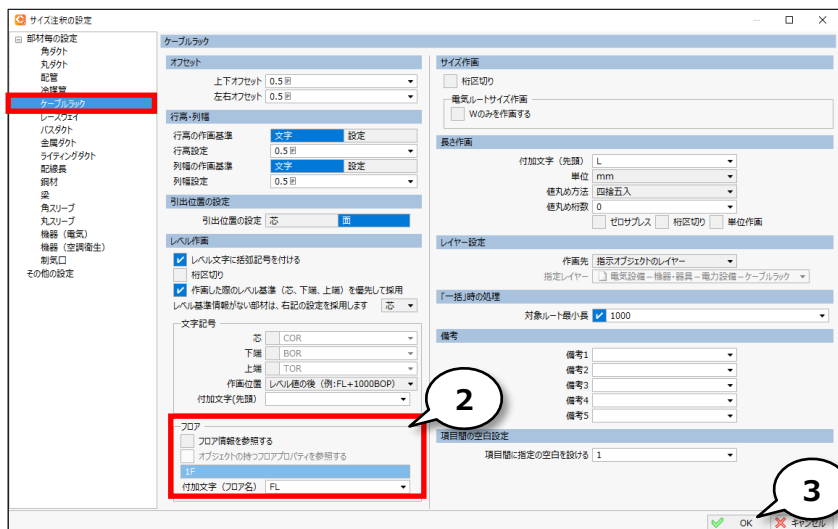 サイズ注釈の設定
部材毎の設定
角ダクト
丸ダクト
配管
冷媒管
ケーブルラック
レースウェイ
バスダクト
金属ダクト
ライティングダクト
配線長
鋼材
梁
角スリーブ
丸スリーブ
機器（電気）
機器（空調衛生）
制気口
その他の設定
ケーブルラック
オフセット
上下オフセット 0.5
左右オフセット 0.5
行高・列幅
行高の作画基準 文字 設定
行高設定 0.5
列幅の作画基準 文字 設定
列幅設定 0.5
引出位置の設定
引出位置の設定 芯 面
レベル作画
レベル文字に括弧記号を付ける
桁区切り
作画した際のレベル基準（芯、下端、上端）を優先して採用
レベル基準情報がない部材は、右記の設定を採用します 芯
文字記号
芯 COR
下端 BOR
上端 TOR
作画位置 レベル値の後（例:FL+1000BOP）
付加文字(先頭)
フロア
フロア情報を参照する
オブジェクトの持つフロアプロパティを参照する
1F
付加文字（フロア名） FL
2
サイズ作画
桁区切り
電気ルートサイズ作画
Wのみを作画する
長さ作画
付加文字（先頭） L
単位 mm
値丸め方法 四捨五入
値丸め桁数 0
ゼロサプレス 桁区切り 単位作画
レイヤー設定
作画先 指示オブジェクトのレイヤー
指定レイヤー 電気設備－機器・器具－電力設備－ケーブルラック
「一括」時の処理
対象ルート最小長 1000
備考
備考1
備考2
備考3
備考4
備考5
項目間の空白設定
項目間に指定の空白を設ける 1
3
OK キャンセル